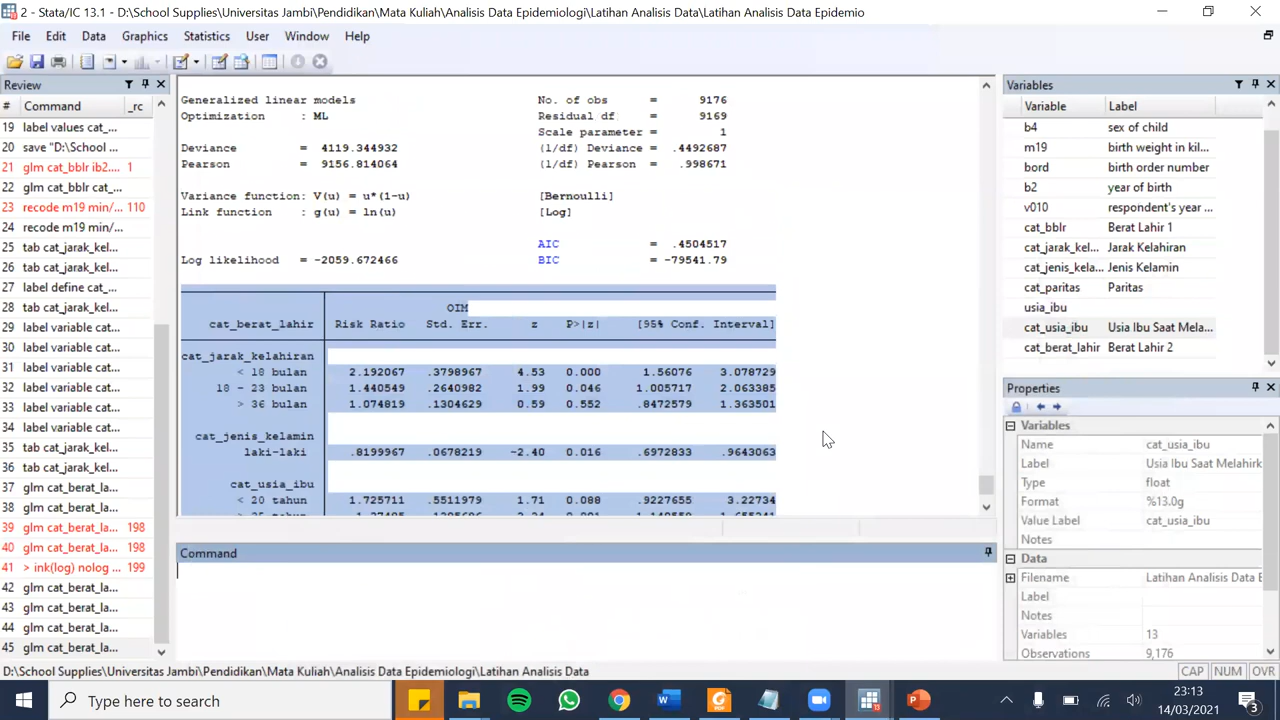 2 - Stata/IC 13.1 - D:\School Supplies\Universitas Jambi\Pendidikan\Mata Kuliah\Analisis Data Epidemiologi\Latihan Analisis Data\Latihan Analisis Data Epidemio
File Edit Data Graphics Statistics User Window Help
Review
# Command _rc
19 label values cat_...
20 save "D:\School ...
21 glm cat_bblr ib2.... 1
22 glm cat_bblr cat_...
23 recode m19 min/... 110
24 recode m19 min/...
25 tab cat_jarak_kel...
26 tab cat_jarak_kel...
27 label define cat_...
28 tab cat_jarak_kel...
29 label variable cat...
30 label variable cat...
31 label variable cat...
32 label variable cat...
33 label variable cat...
34 label variable cat...
35 tab cat_jarak_kel...
36 tab cat_jarak_kel...
37 glm cat_berat_la...
38 glm cat_berat_la...
39 glm cat_berat_la... 198
40 glm cat_berat_la... 198
41 > ink(log) nolog ... 199
42 glm cat_berat_la...
43 glm cat_berat_la...
44 glm cat_berat_la...
45 glm cat_berat_la...
Generalized linear models No. of obs = 9176
Optimization : ML Residual df = 9169
Scale parameter = 1
Deviance = 4119.344932 (1/df) Deviance = .4492687
Pearson = 9156.814064 (1/df) Pearson = .998671
Variance function: V(u) = u*(1-u) [Bernoulli]
Link function : g(u) = ln(u) [Log]
AIC = .4504517
Log likelihood = -2059.672466 BIC = -79541.79
OIM
cat_berat_lahir Risk Ratio Std. Err. z P>|z| [95% Conf. Interval]
cat_jarak_kelahiran
< 18 bulan 2.192067 .3798967 4.53 0.000 1.56076 3.078729
18 - 23 bulan 1.440549 .2640982 1.99 0.046 1.005717 2.063385
> 36 bulan 1.074819 .1304629 0.59 0.552 .8472579 1.363501
cat_jenis_kelamin
laki-laki .8199967 .0678219 -2.40 0.016 .6972833 .9643063
cat_usia_ibu
< 20 tahun 1.725711 .5511979 1.71 0.088 .9227655 3.22734
Command
Variables
Variable Label
b4 sex of child
m19 birth weight in kil...
bord birth order number
b2 year of birth
v010 respondent's year ...
cat_bblr Berat Lahir 1
cat_jarak_kel... Jarak Kelahiran
cat_jenis_kela... Jenis Kelamin
cat_paritas Paritas
usia_ibu
cat_usia_ibu Usia Ibu Saat Mela...
cat_berat_lahir Berat Lahir 2
Properties
Variables
Name cat_usia_ibu
Label Usia Ibu Saat Melahirk
Type float
Format %13.0g
Value Label cat_usia_ibu
Notes
Data
Filename Latihan Analisis Data E
Label
Notes
Variables 13
Observations 9,176
D:\School Supplies\Universitas Jambi\Pendidikan\Mata Kuliah\Analisis Data Epidemiologi\Latihan Analisis Data
CAP NUM OVR
Type here to search
23:13
14/03/2021
3